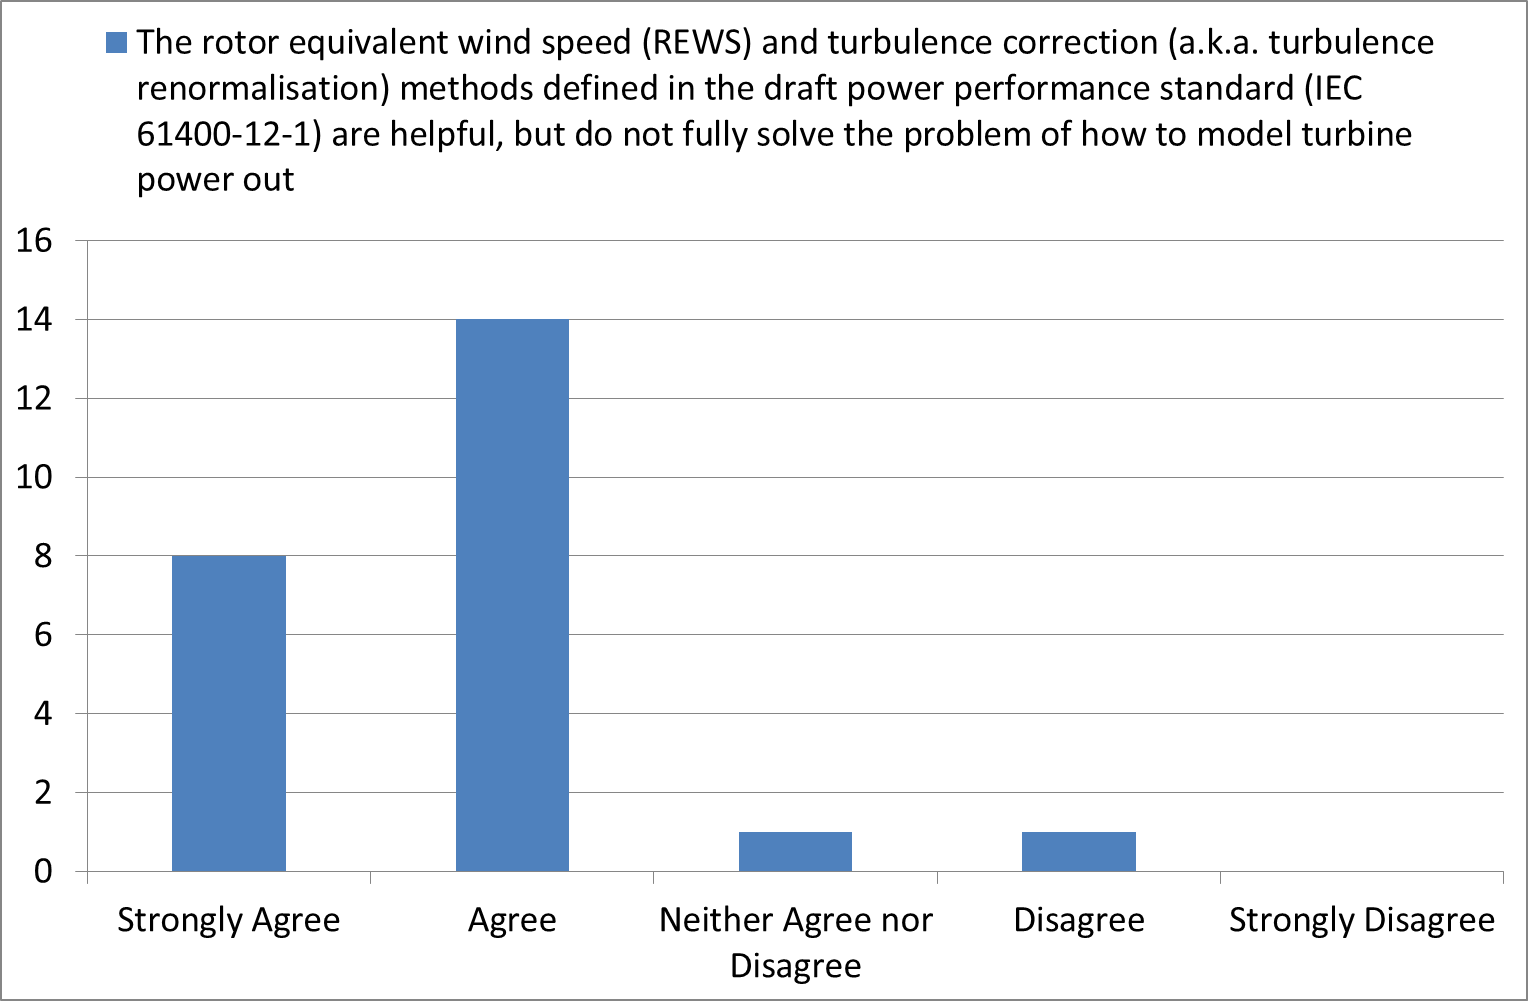 The rotor equivalent wind speed (REWS) and turbulence correction (a.k.a. turbulence
renormalisation) methods defined in the draft power performance standard (IEC
61400-12-1) are helpful, but do not fully solve the problem of how to model turbine
power out
16
14
12
10
8
6
4
2
0
Strongly Agree
Agree
Neither Agree nor
Disagree
Disagree
Strongly Disagree